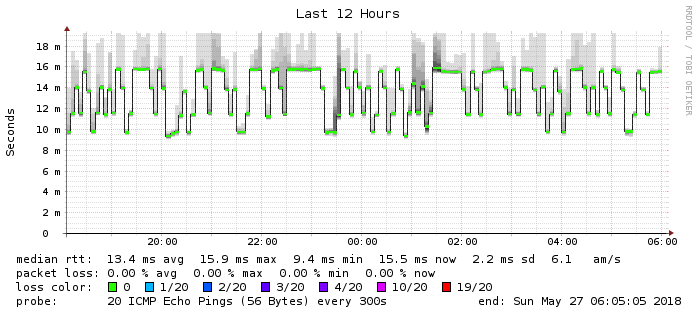 Last 12 Hours
RRDTOOL / TOBI OETIKER
Seconds
18 m
16 m
14 m
12 m
10 m
8 m
6 m
4 m
2 m
0
20:00 22:00 00:00 02:00 04:00 06:00
median rtt: 13.4 ms avg 15.9 ms max 9.4 ms min 15.5 ms now 2.2 ms sd 6.1 am/s
packet loss: 0.00 % avg 0.00 % max 0.00 % min 0.00 % now
loss color: 0 1/20 2/20 3/20 4/20 10/20 19/20
probe: 20 ICMP Echo Pings (56 Bytes) every 300s end: Sun May 27 06:05:05 2018